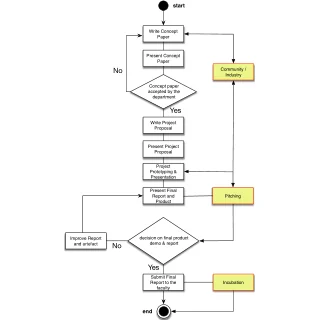 start
Write Concept
Paper
Present Concept
Paper
No
Community /
Industry
Concept paper
accepted by the
department
Yes
Write Project
Proposal
Present Project
Proposal
Project
Prototyping &
Presentation
Present Final
Report and
Product
Pitching
Improve Report
and artefact
No
decision on final product
demo & report
Yes
Submit Final
Report to the
faculty
Incubation
end